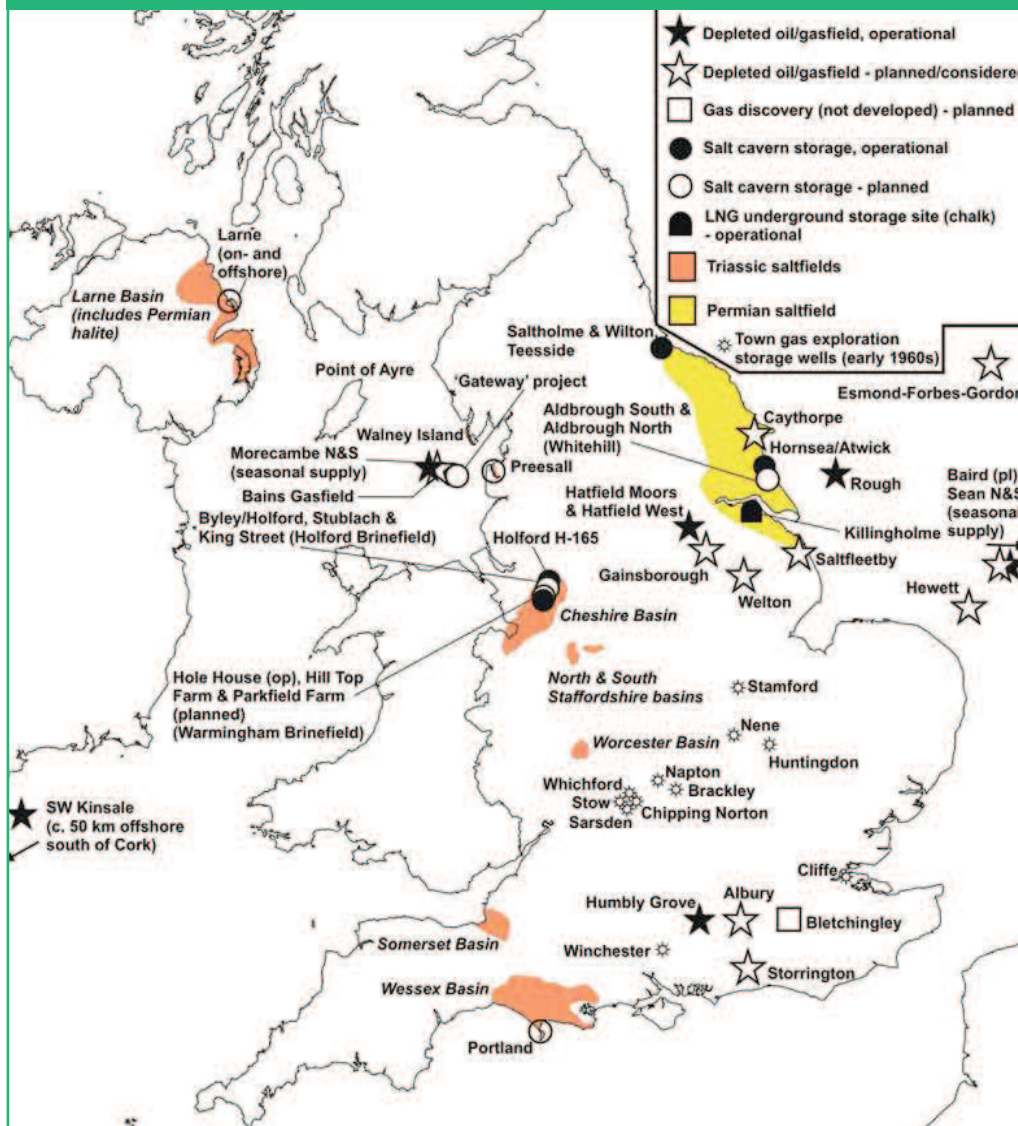 Depleted oil/gasfield, operational
Depleted oil/gasfield - planned/considere
Gas discovery (not developed) - planned
Salt cavern storage, operational
Salt cavern storage - planned
LNG underground storage site (chalk)
- operational
Triassic saltfields
Permian saltfield
Town gas exploration
storage wells (early 1960s)
Larne
(on- and
offshore)
Larne Basin
(includes Permian
halite)
Saltholme & Wilton
Teesside
Point of Ayre
'Gateway' project
Esmond-Forbes-Gordon
Aldbrough South &
Aldbrough North
(Whitehill)
Caythorpe
Hornsea/Atwick
Walney Island
Morecambe N&S
(seasonal supply)
Preesall
Rough
Baird (pl)
Sean N&S
(seasonal
supply)
Bains Gasfield
Hatfield Moors
& Hatfield West
Byley/Holford, Stublach &
King Street (Holford Brinefield)
Holford H-165
Killingholme
Saltfleetby
Gainsborough
Welton
Hewett
Cheshire Basin
Hole House (op), Hill Top
Farm & Parkfield Farm
(planned)
(Warmingham Brinefield)
North & South
Staffordshire basins
Stamford
Nene
Worcester Basin
Huntingdon
Napton
Whichford
Brackley
Stow
Chipping Norton
Sarsden
SW Kinsale
(c. 50 km offshore
south of Cork)
Cliffe
Humbly Grove
Albury
Bletchingley
Somerset Basin
Winchester
Storrington
Wessex Basin
Portland